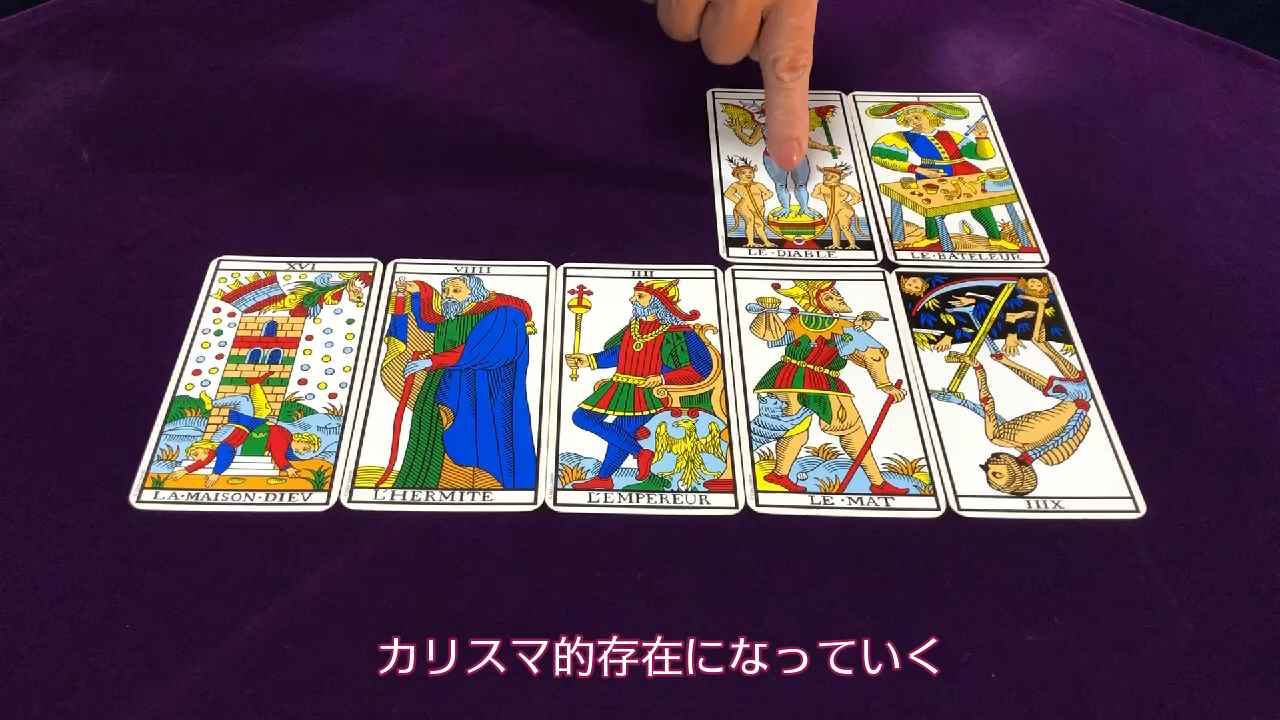 I
LE·DIABLE
LE·BATELEUR
XVI
VIIII
IIII
LA·MAISON·DIEV
L'HERMITE
L'EMPEREUR
LE·MAT
XIII
カリスマ的存在になっていく